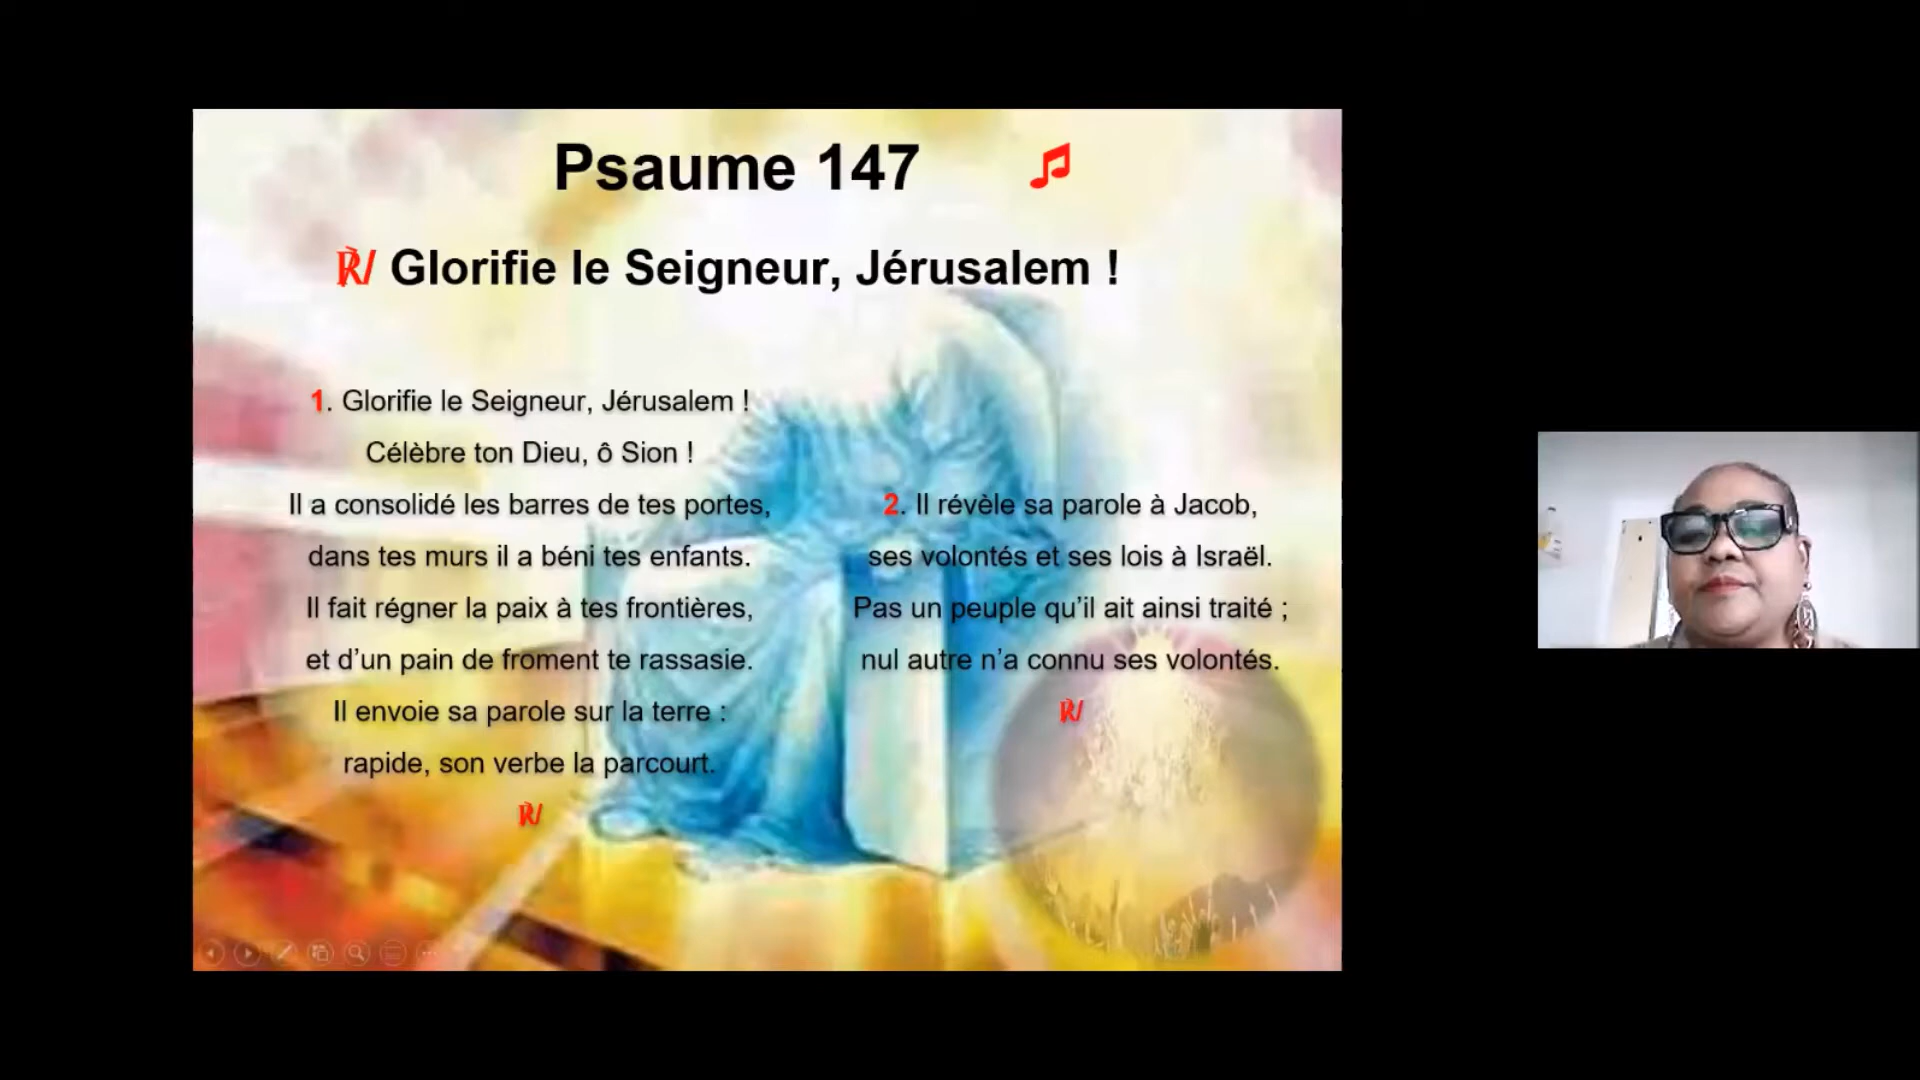 Psaume 147
℟/ Glorifie le Seigneur, Jérusalem !
1. Glorifie le Seigneur, Jérusalem !
Célèbre ton Dieu, ô Sion !
Il a consolidé les barres de tes portes,
dans tes murs il a béni tes enfants.
Il fait régner la paix à tes frontières,
et d’un pain de froment te rassasie.
Il envoie sa parole sur la terre :
rapide, son verbe la parcourt.
℟/
2. Il révèle sa parole à Jacob,
ses volontés et ses lois à Israël.
Pas un peuple qu’il ait ainsi traité ;
nul autre n’a connu ses volontés.
℟/